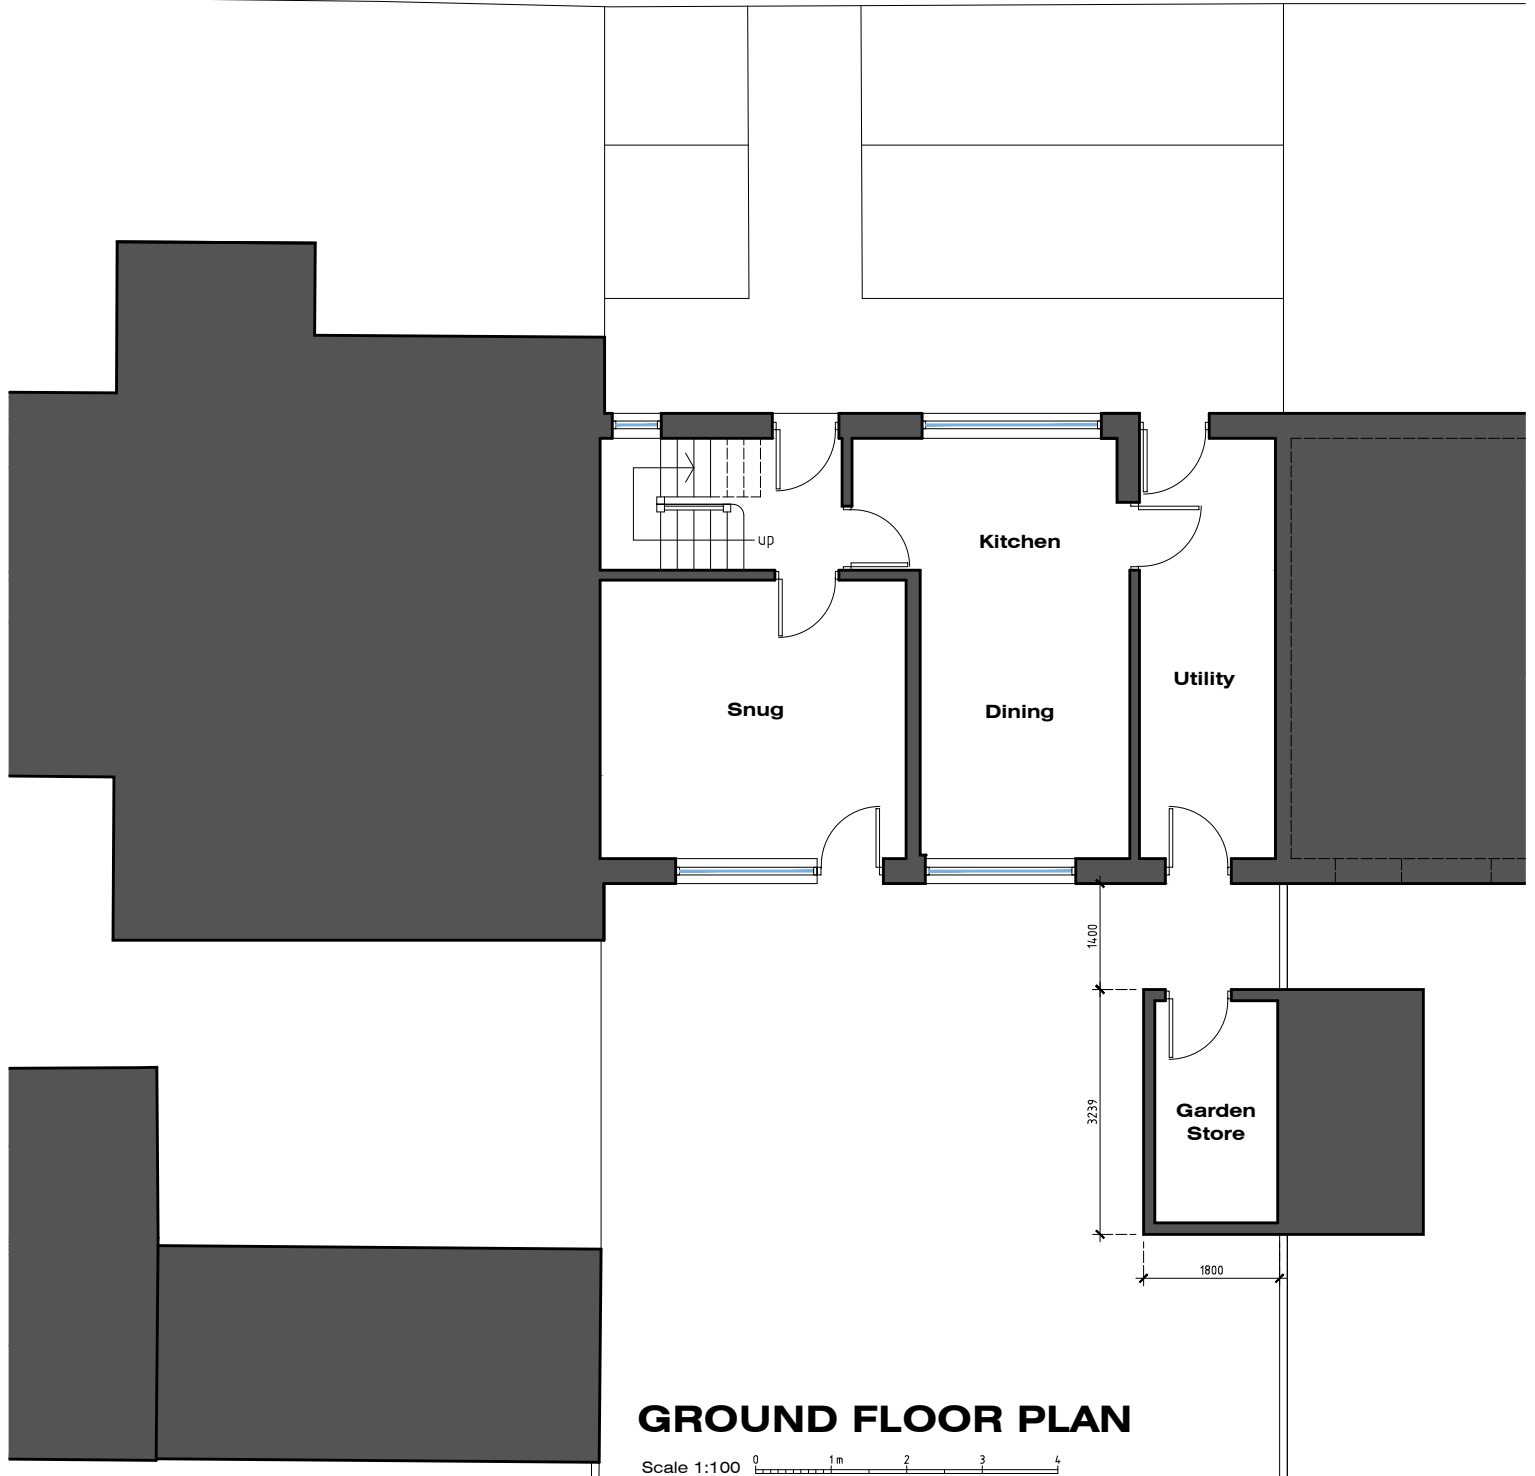 up
Kitchen
Utility
Snug
Dining
1400
3239
Garden
Store
1800
GROUND FLOOR PLAN
Scale 1:100
0 1m 2 3 4